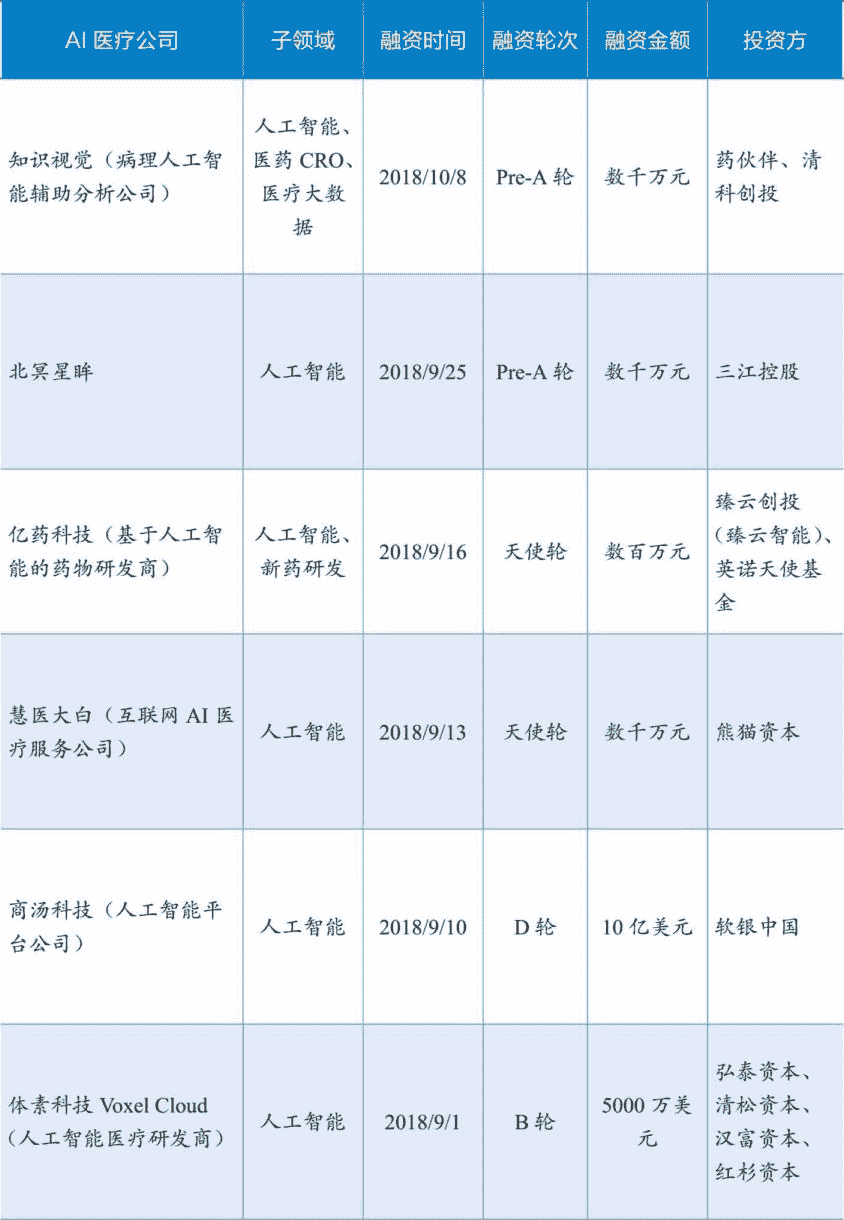 AI 医疗公司 子领域 融资时间 融资轮次 融资金额 投资方
知识视觉（病理人工智
能辅助分析公司）
人工智能、
医药 CRO、
医疗大数
据
2018/10/8
Pre-A 轮
数千万元
药伙伴、清
科创投
北冥星眸
人工智能
2018/9/25
Pre-A 轮
数千万元
三江控股
亿药科技（基于人工智
能的药物研发商）
人工智能、
新药研发
2018/9/16
天使轮
数百万元
臻云创投
（臻云智能）、
英诺天使基
金
慧医大白（互联网 AI 医
疗服务公司）
人工智能
2018/9/13
天使轮
数千万元
熊猫资本
商汤科技（人工智能平
台公司）
人工智能
2018/9/10
D 轮
10 亿美元
软银中国
体素科技 Voxel Cloud
（人工智能医疗研发商）
人工智能
2018/9/1
B 轮
5000 万美
元
弘泰资本、
清松资本、
汉富资本、
红杉资本